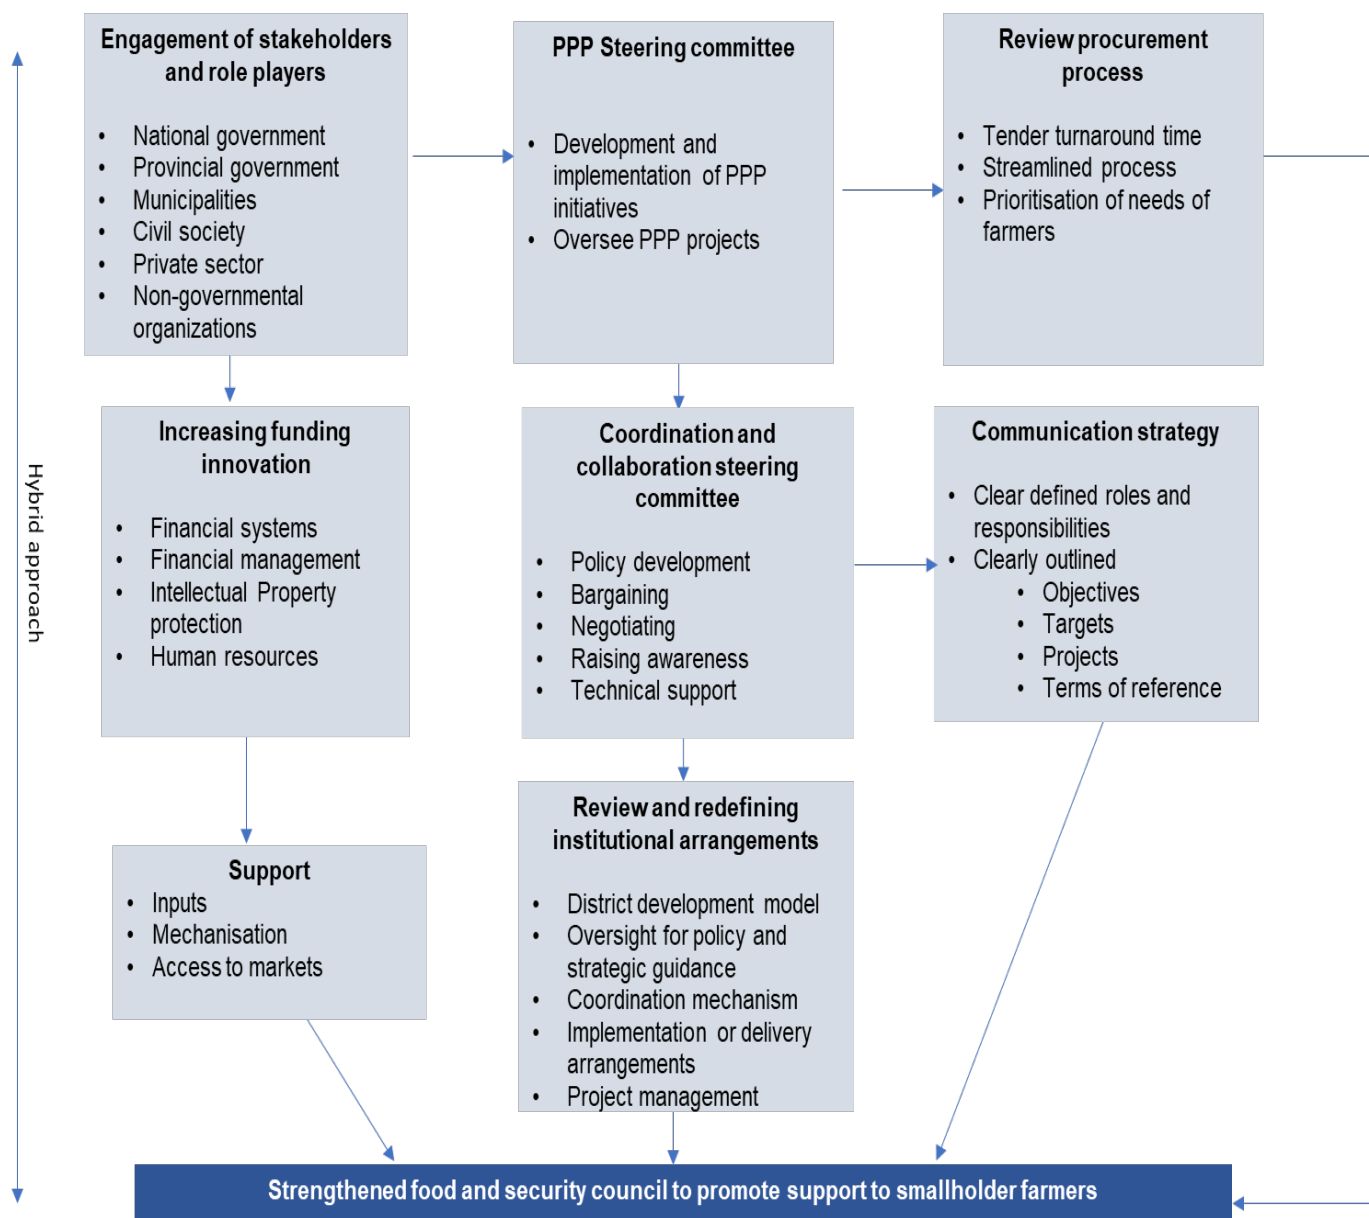 Engagement of stakeholders
and role players
• National government
• Provincial government
• Municipalities
• Civil society
• Private sector
• Non-governmental
organizations
PPP Steering committee
• Development and
implementation of PPP
initiatives
• Oversee PPP projects
Review procurement
process
• Tender turnaround time
• Streamlined process
• Prioritisation of needs of
farmers
Hybrid approach
Increasing funding
innovation
• Financial systems
• Financial management
• Intellectual Property
protection
• Human resources
Coordination and
collaboration steering
committee
• Policy development
• Bargaining
• Negotiating
• Raising awareness
• Technical support
Communication strategy
• Clear defined roles and
responsibilities
• Clearly outlined
• Objectives
• Targets
• Projects
• Terms of reference
Support
• Inputs
• Mechanisation
• Access to markets
Review and redefining
institutional arrangements
• District development model
• Oversight for policy and
strategic guidance
• Coordination mechanism
• Implementation or delivery
arrangements
• Project management
Strengthened food and security council to promote support to smallholder farmers